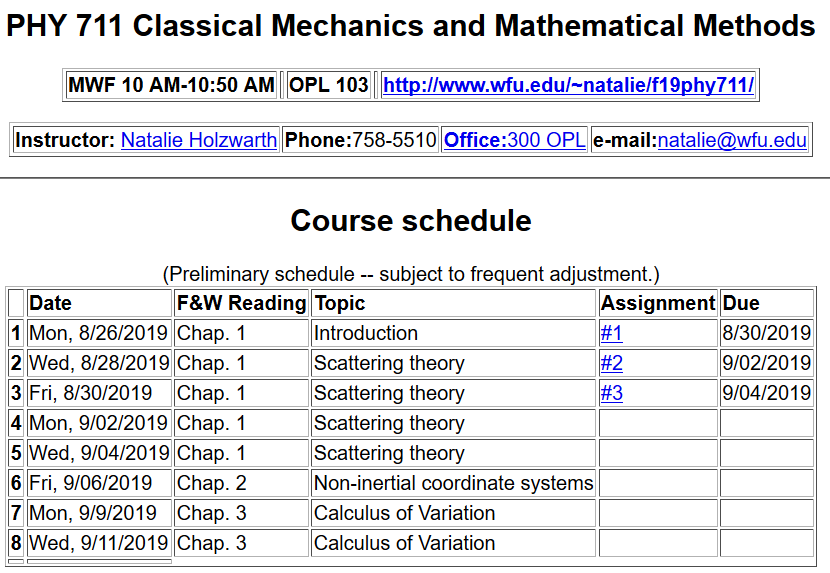 PHY 711 Classical Mechanics and Mathematical Methods
MWF 10 AM-10:50 AM OPL 103 http://www.wfu.edu/~natalie/f19phy711/
Instructor: Natalie Holzwarth Phone:758-5510 Office:300 OPL e-mail:natalie@wfu.edu
Course schedule
(Preliminary schedule -- subject to frequent adjustment.)
Date F&W Reading Topic Assignment Due
1 Mon, 8/26/2019 Chap. 1 Introduction #1 8/30/2019
2 Wed, 8/28/2019 Chap. 1 Scattering theory #2 9/02/2019
3 Fri, 8/30/2019 Chap. 1 Scattering theory #3 9/04/2019
4 Mon, 9/02/2019 Chap. 1 Scattering theory
5 Wed, 9/04/2019 Chap. 1 Scattering theory
6 Fri, 9/06/2019 Chap. 2 Non-inertial coordinate systems
7 Mon, 9/9/2019 Chap. 3 Calculus of Variation
8 Wed, 9/11/2019 Chap. 3 Calculus of Variation